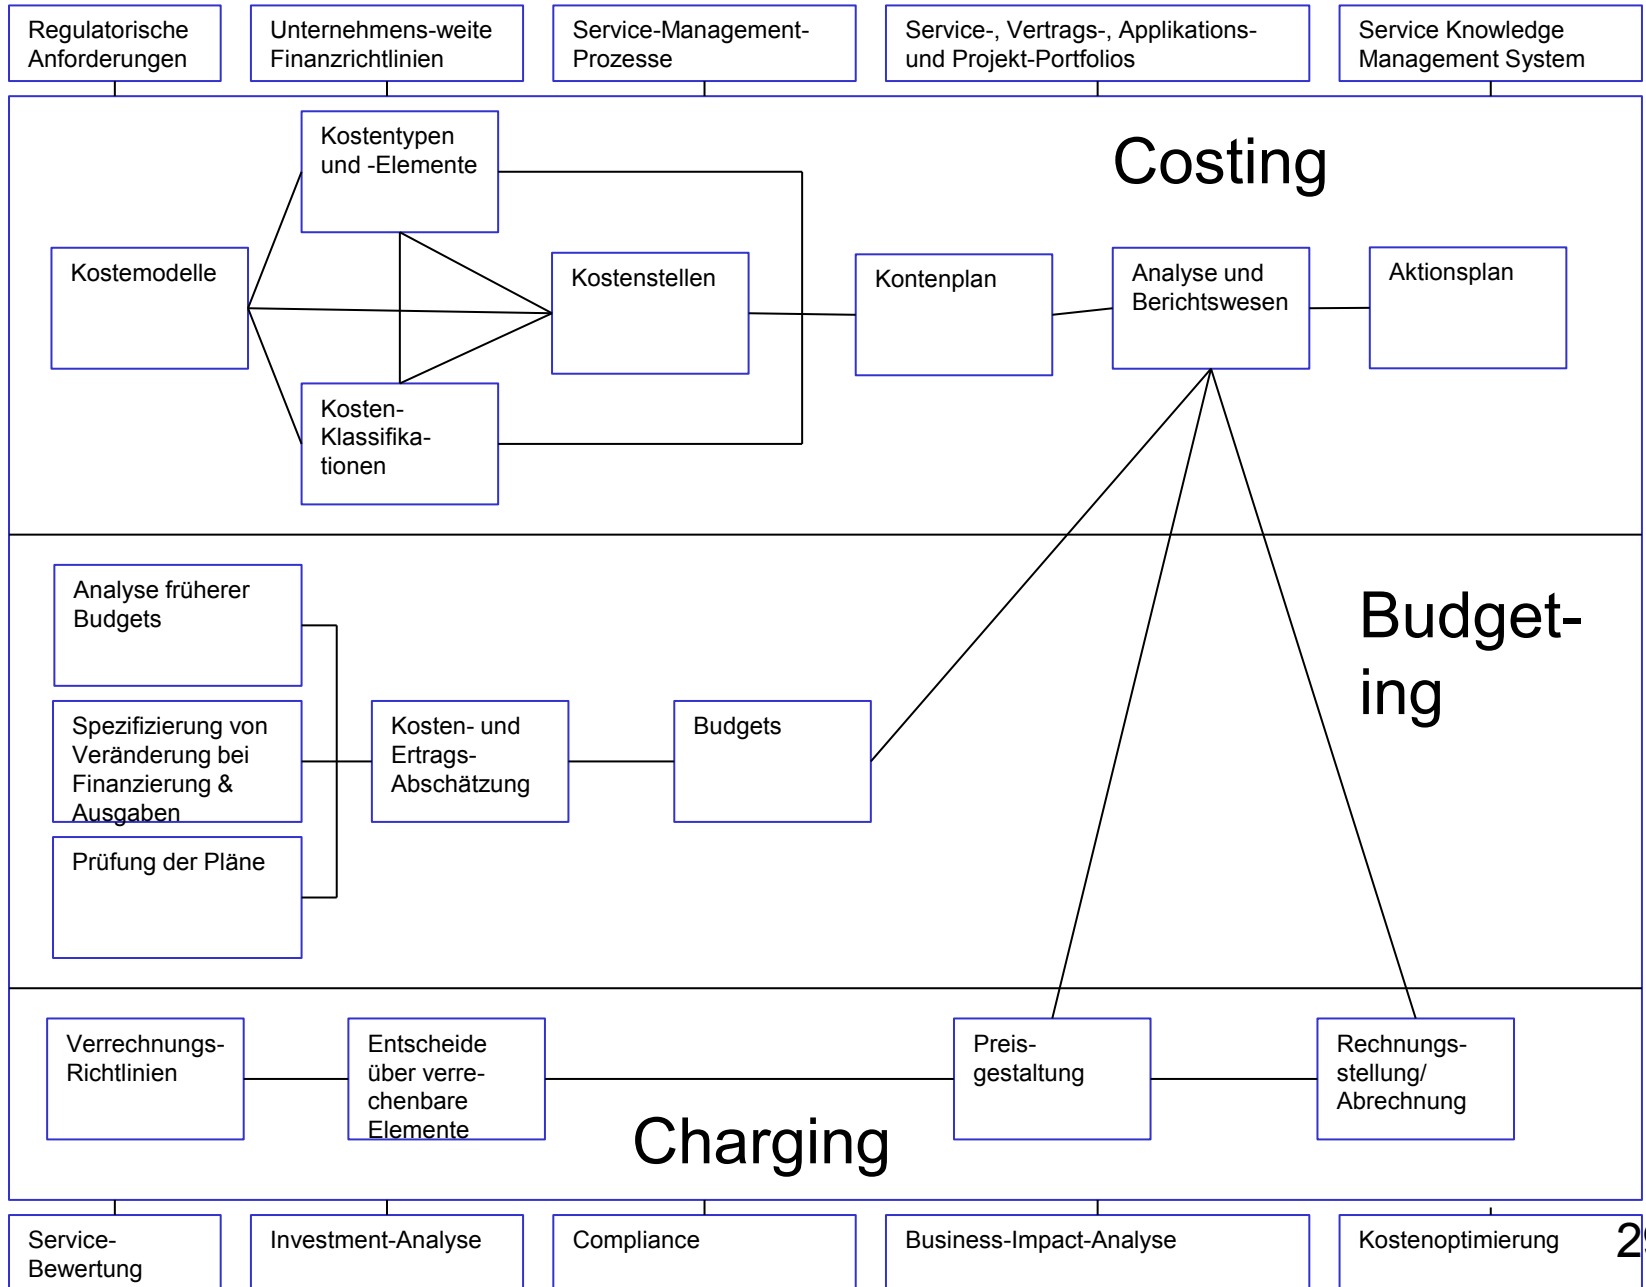 Regulatorische
Anforderungen
Unternehmens-weite
Finanzrichtlinien
Service-Management-
Prozesse
Service-, Vertrags-, Applikations-
und Projekt-Portfolios
Service Knowledge
Management System
Costing
Kostentypen
und -Elemente
Kostemodelle
Kostenstellen
Kontenplan
Analyse und
Berichtswesen
Aktionsplan
Kosten-
Klassifika-
tionen
Budget-
ing
Analyse früherer
Budgets
Spezifizierung von
Veränderung bei
Finanzierung &
Ausgaben
Kosten- und
Ertrags-
Abschätzung
Budgets
Prüfung der Pläne
Verrechnungs-
Richtlinien
Entscheide
über verre-
chenbare
Elemente
Preis-
gestaltung
Rechnungs-
stellung/
Abrechnung
Charging
Service-
Bewertung
Investment-Analyse
Compliance
Business-Impact-Analyse
Kostenoptimierung